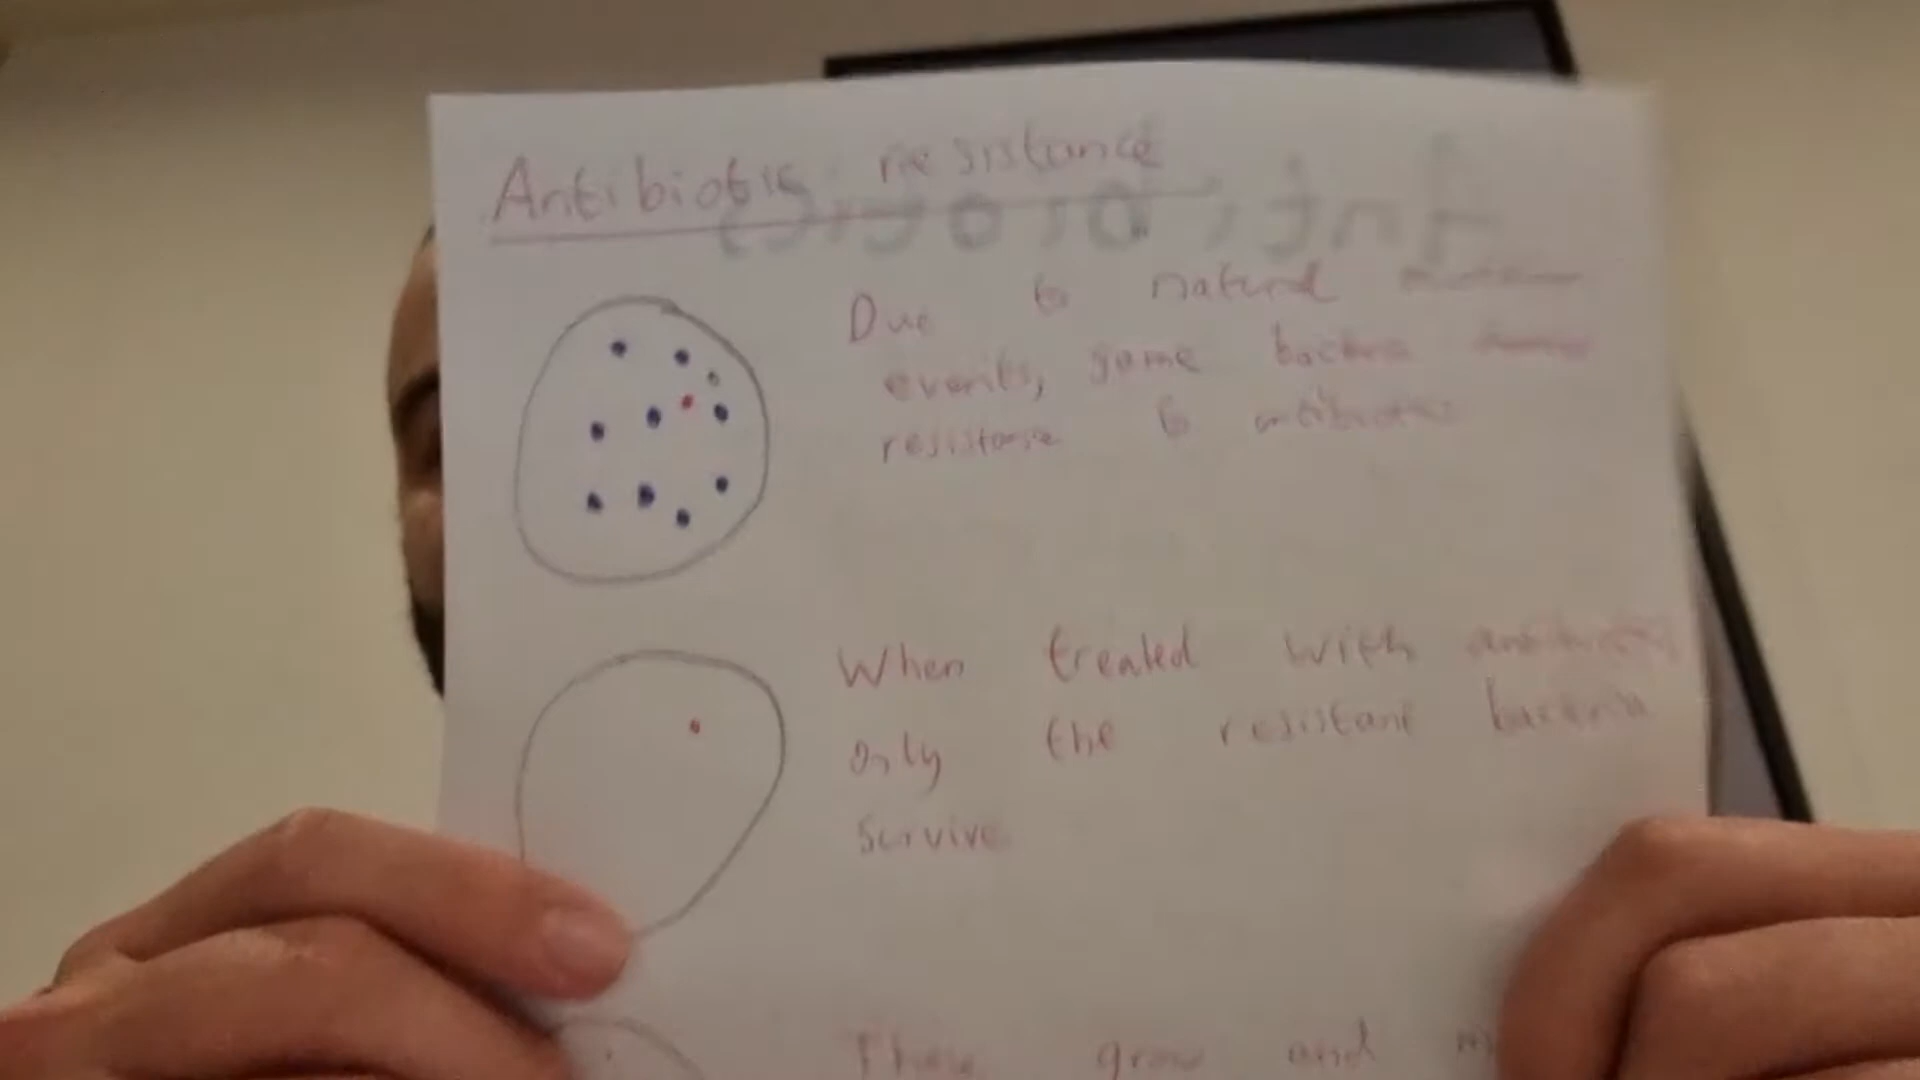 Antibiotic resistance
Due to natural
events, some bacteria
resistance to antibiotics
When treated with antibiotics
only the resistant bacteria
Survive
These grow and